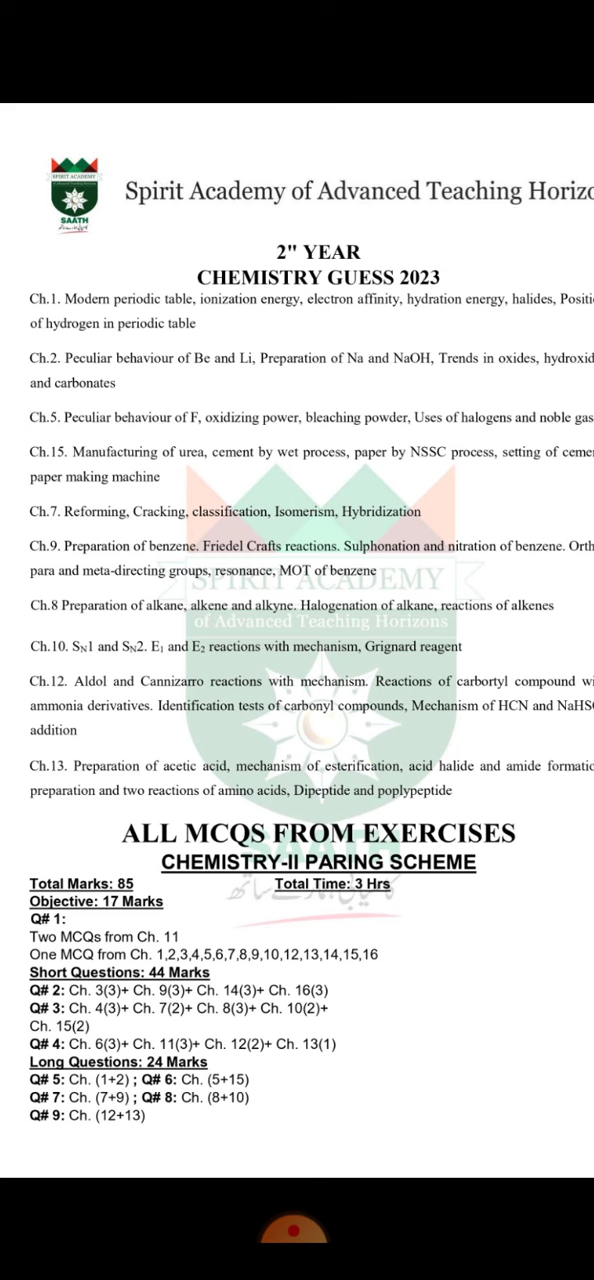 SPIRIT ACADEMY
SAATH
Spirit Academy of Advanced Teaching Horizo
2" YEAR
CHEMISTRY GUESS 2023
Ch.1. Modern periodic table, ionization energy, electron affinity, hydration energy, halides, Positi
of hydrogen in periodic table
Ch.2. Peculiar behaviour of Be and Li, Preparation of Na and NaOH, Trends in oxides, hydroxid
and carbonates
Ch.5. Peculiar behaviour of F, oxidizing power, bleaching powder, Uses of halogens and noble gas
Ch.15. Manufacturing of urea, cement by wet process, paper by NSSC process, setting of ceme
paper making machine
Ch.7. Reforming, Cracking, classification, Isomerism, Hybridization
Ch.9. Preparation of benzene. Friedel Crafts reactions. Sulphonation and nitration of benzene. Orth
para and meta-directing groups, resonance, MOT of benzene
SPIRIT ACADEMY
Ch.8 Preparation of alkane, alkene and alkyne. Halogenation of alkane, reactions of alkenes
of Advanced Teaching Horizons
Ch.10. SN1 and SN2. E1 and E2 reactions with mechanism, Grignard reagent
Ch.12. Aldol and Cannizarro reactions with mechanism. Reactions of carbortyl compound wi
ammonia derivatives. Identification tests of carbonyl compounds, Mechanism of HCN and NaHS
addition
Ch.13. Preparation of acetic acid, mechanism of esterification, acid halide and amide formatio
preparation and two reactions of amino acids, Dipeptide and poplypeptide
ALL MCQS FROM EXERCISES
SAATH
CHEMISTRY-II PARING SCHEME
Total Marks: 85 Total Time: 3 Hrs
Objective: 17 Marks
Q# 1:
Two MCQs from Ch. 11
One MCQ from Ch. 1,2,3,4,5,6,7,8,9,10,12,13,14,15,16
Short Questions: 44 Marks
Q# 2: Ch. 3(3)+ Ch. 9(3)+ Ch. 14(3)+ Ch. 16(3)
Q# 3: Ch. 4(3)+ Ch. 7(2)+ Ch. 8(3)+ Ch. 10(2)+
Ch. 15(2)
Q# 4: Ch. 6(3)+ Ch. 11(3)+ Ch. 12(2)+ Ch. 13(1)
Long Questions: 24 Marks
Q# 5: Ch. (1+2) ; Q# 6: Ch. (5+15)
Q# 7: Ch. (7+9) ; Q# 8: Ch. (8+10)
Q# 9: Ch. (12+13)